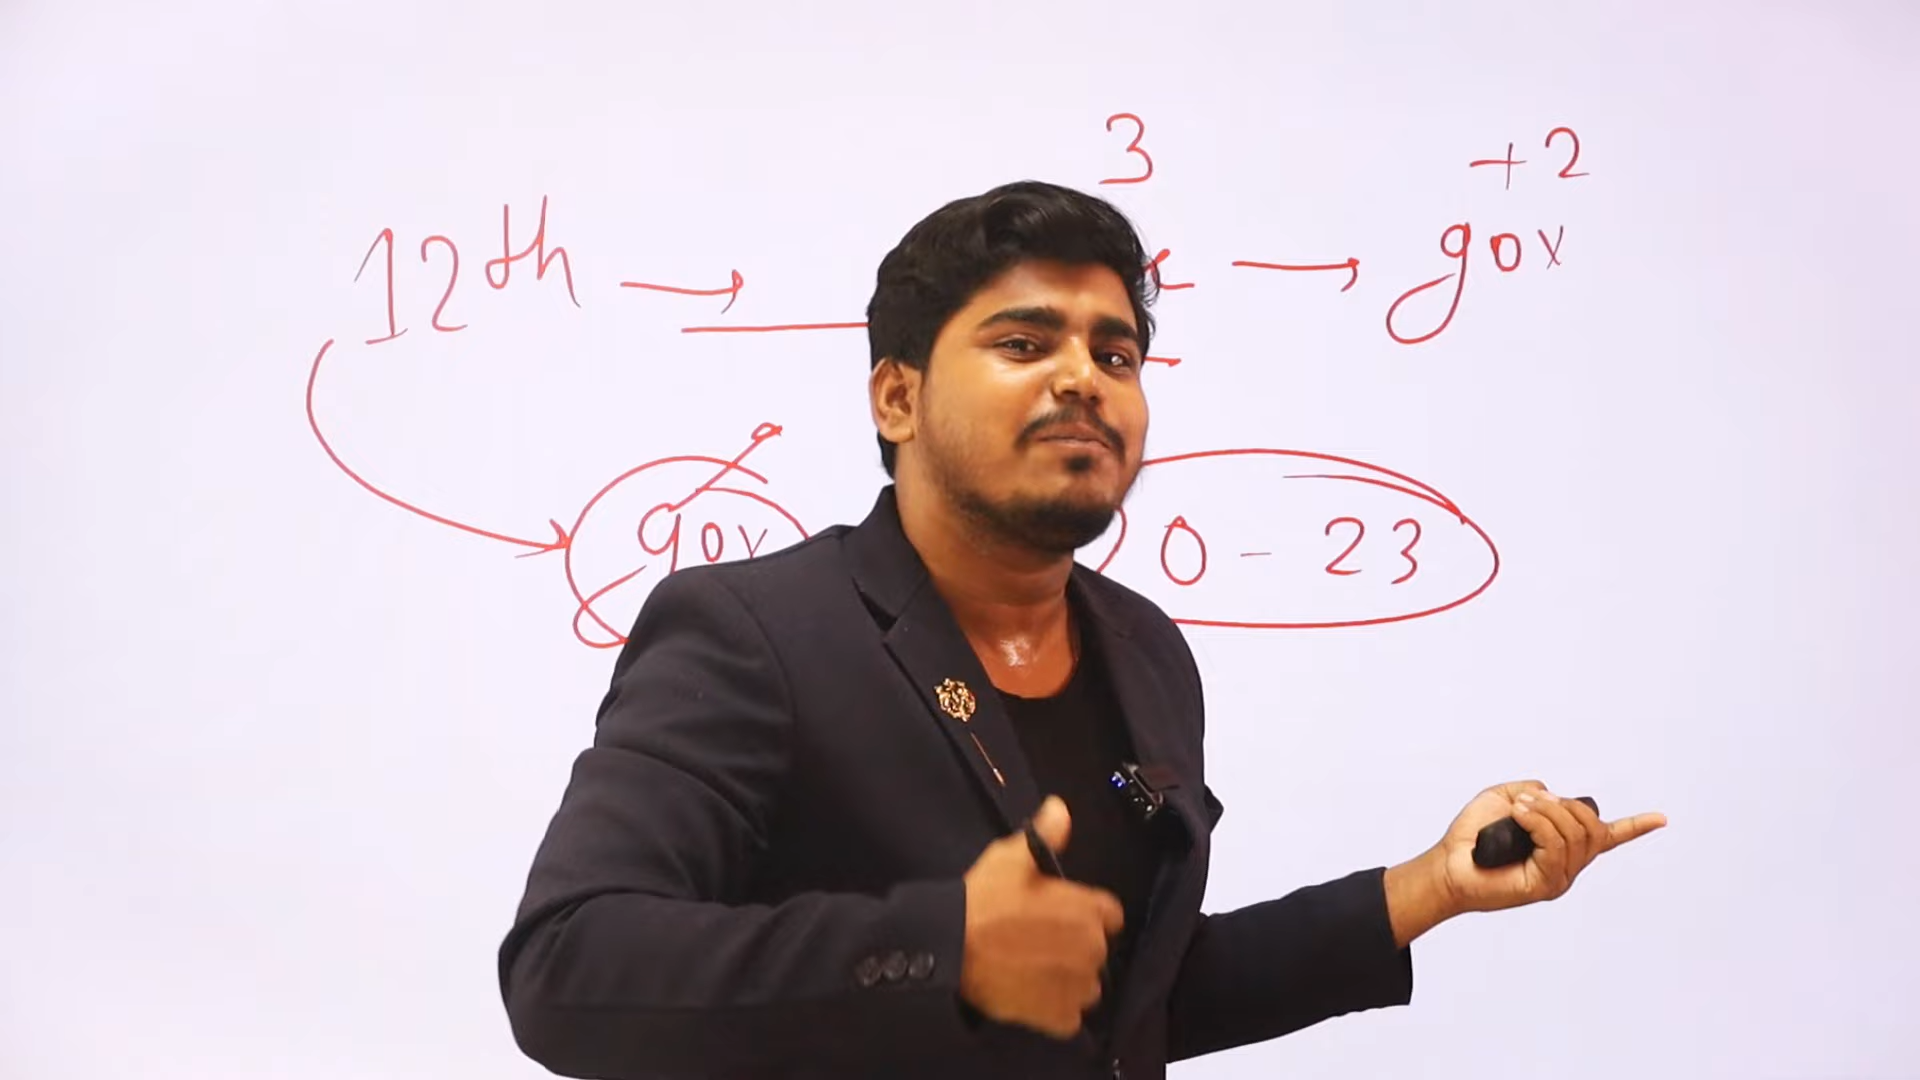 3
+2
12th → → gov
gov
0 - 23